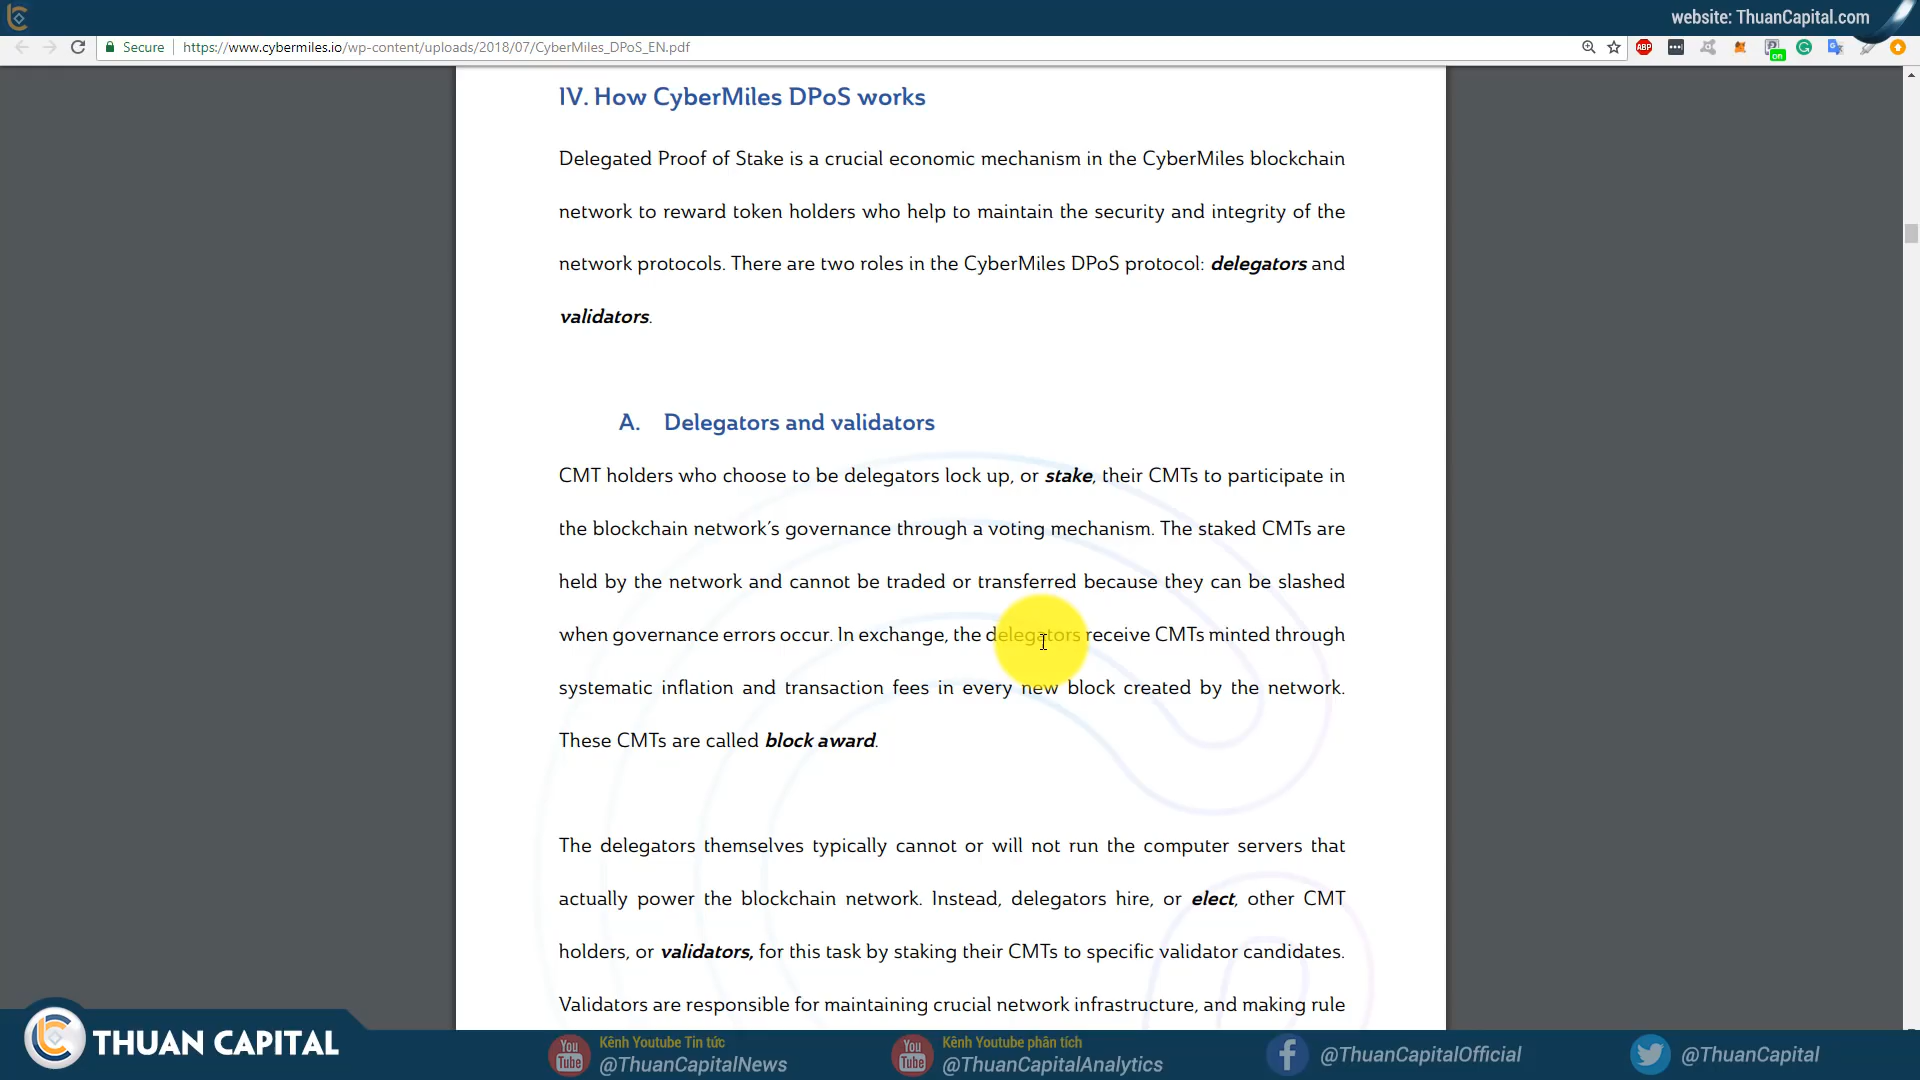 website: ThuanCapital.com
Secure
https://www.cybermiles.io/wp-content/uploads/2018/07/CyberMiles_DPoS_EN.pdf
ABP
on
IV. How CyberMiles DPoS works
Delegated Proof of Stake is a crucial economic mechanism in the CyberMiles blockchain
network to reward token holders who help to maintain the security and integrity of the
network protocols. There are two roles in the CyberMiles DPoS protocol: delegators and
validators.
A. Delegators and validators
CMT holders who choose to be delegators lock up, or stake, their CMTs to participate in
the blockchain network's governance through a voting mechanism. The staked CMTs are
held by the network and cannot be traded or transferred because they can be slashed
when governance errors occur. In exchange, the delegators receive CMTs minted through
systematic inflation and transaction fees in every new block created by the network.
These CMTs are called block award.
The delegators themselves typically cannot or will not run the computer servers that
actually power the blockchain network. Instead, delegators hire, or elect, other CMT
holders, or validators, for this task by staking their CMTs to specific validator candidates.
Validators are responsible for maintaining crucial network infrastructure, and making rule
THUAN CAPITAL
You Tube
Kênh Youtube Tin tức
@ThuanCapitalNews
You Tube
Kênh Youtube phân tích
@ThuanCapitalAnalytics
@ThuanCapitalOfficial
@ThuanCapital